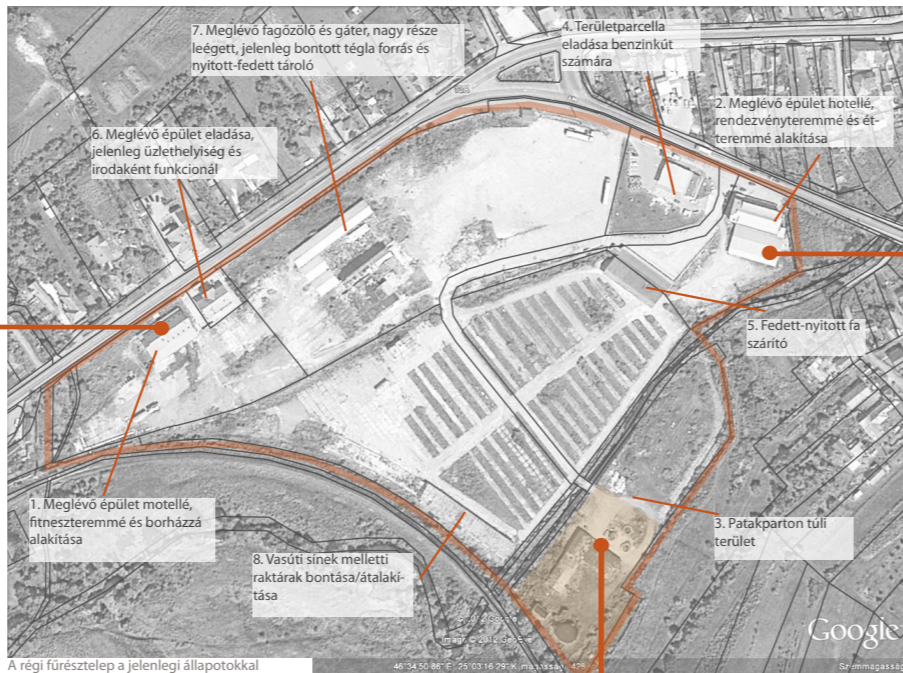 7. Meglévő fagőzölő és gáter, nagy része
leégett, jelenleg bontott tégla forrás és
nyitott-fedett tároló
4. Területparcella
eladása benzinkút
számára
2. Meglévő épület hotellé,
rendezvényteremmé és ét-
teremmé alakítása
6. Meglévő épület eladása,
jelenleg üzlethelyiség és
irodaként funkcionál
5. Fedett-nyitott fa
szárító
1. Meglévő épület motellé,
fitneszteremmé és borházzá
alakítása
3. Patakparton túli
terület
8. Vasúti sínek melletti
raktárak bontása/átalakí-
tása
Google
A régi fűrésztelep a jelenlegi állapotokkal